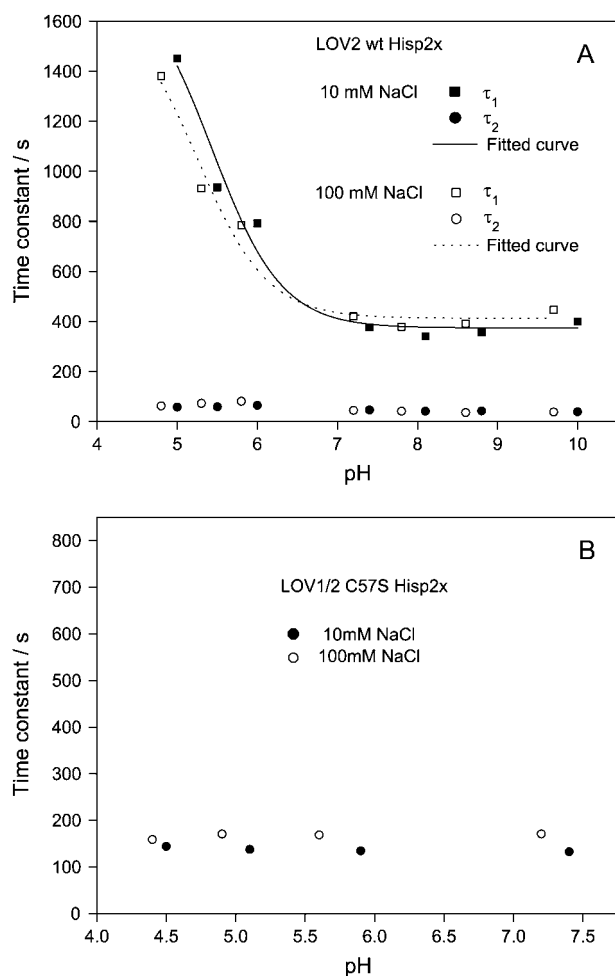 1600
1400
1200
1000
800
600
400
200
0
Time constant / s
LOV2 wt Hisp2x
A
10 mM NaCl
τ1
τ2
Fitted curve
100 mM NaCl
τ1
τ2
Fitted curve
4 5 6 7 8 9 10
pH
800
700
600
500
400
300
200
100
0
Time constant / s
B
LOV1/2 C57S Hisp2x
10mM NaCl
100mM NaCl
4.0 4.5 5.0 5.5 6.0 6.5 7.0 7.5
pH